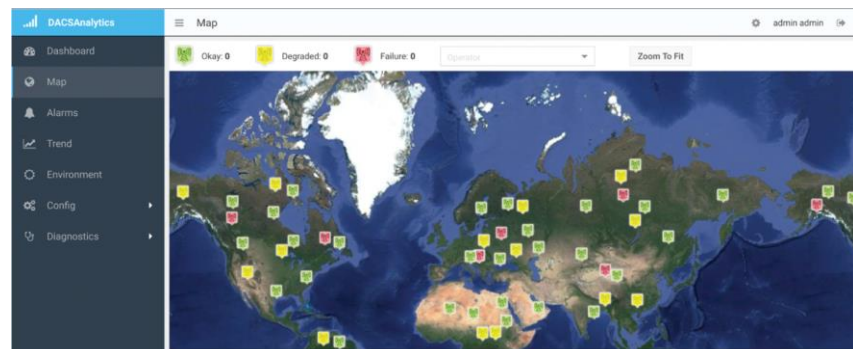 DACSAnalytics
Map
admin admin
Dashboard
Map
Alarms
Trend
Environment
Config
Diagnostics
Okay: 0
Degraded: 0
Failure: 0
Operator
Zoom To Fit